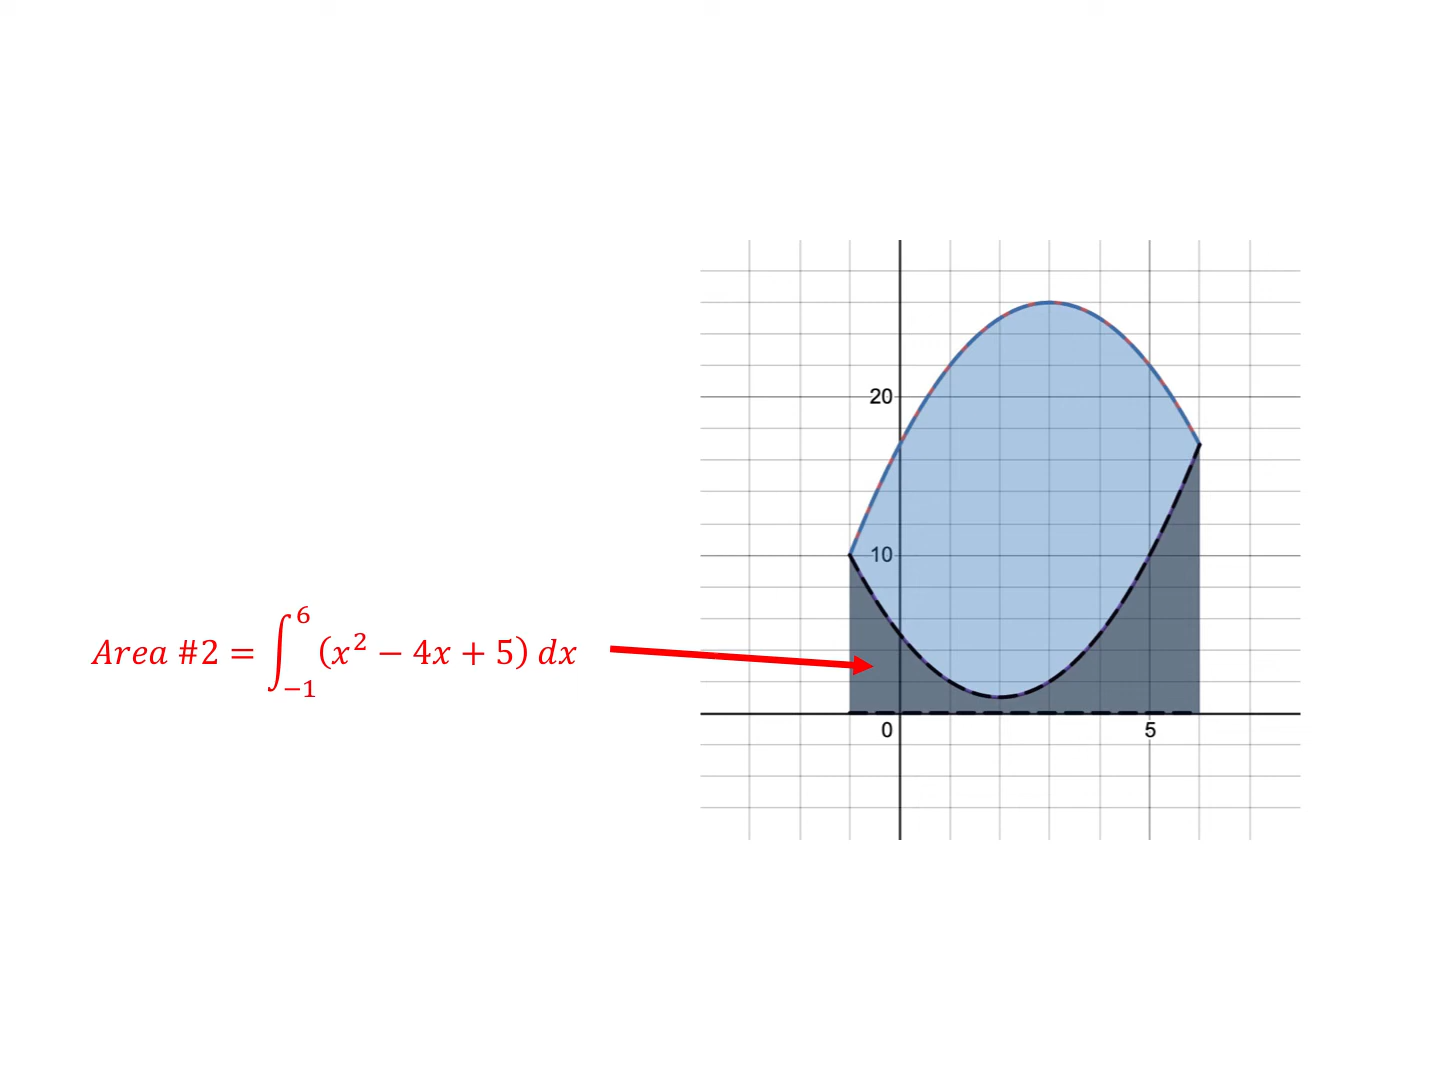 Area #2 = ∫_{−1}^{6} (x² − 4x + 5) dx
20
10
0
5